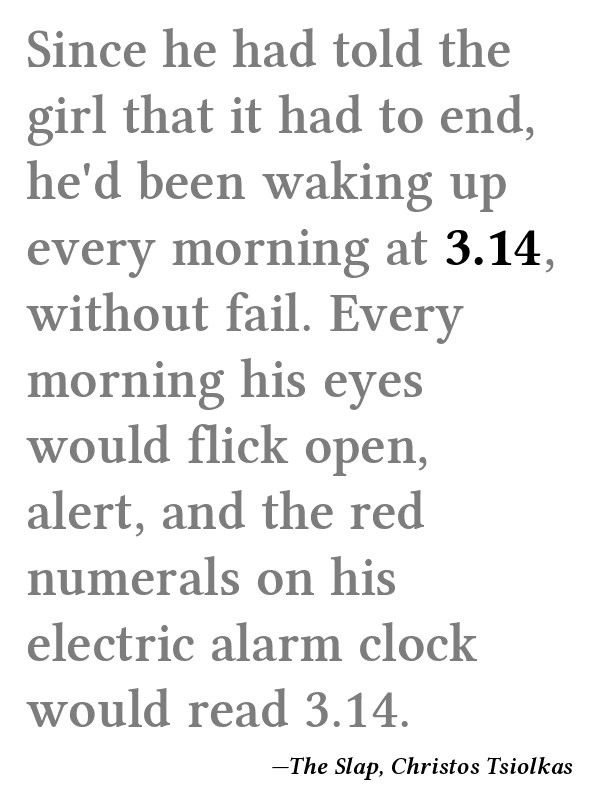 Since he had told the
girl that it had to end,
he'd been waking up
every morning at 3.14,
without fail. Every
morning his eyes
would flick open,
alert, and the red
numerals on his
electric alarm clock
would read 3.14.
—The Slap, Christos Tsiolkas